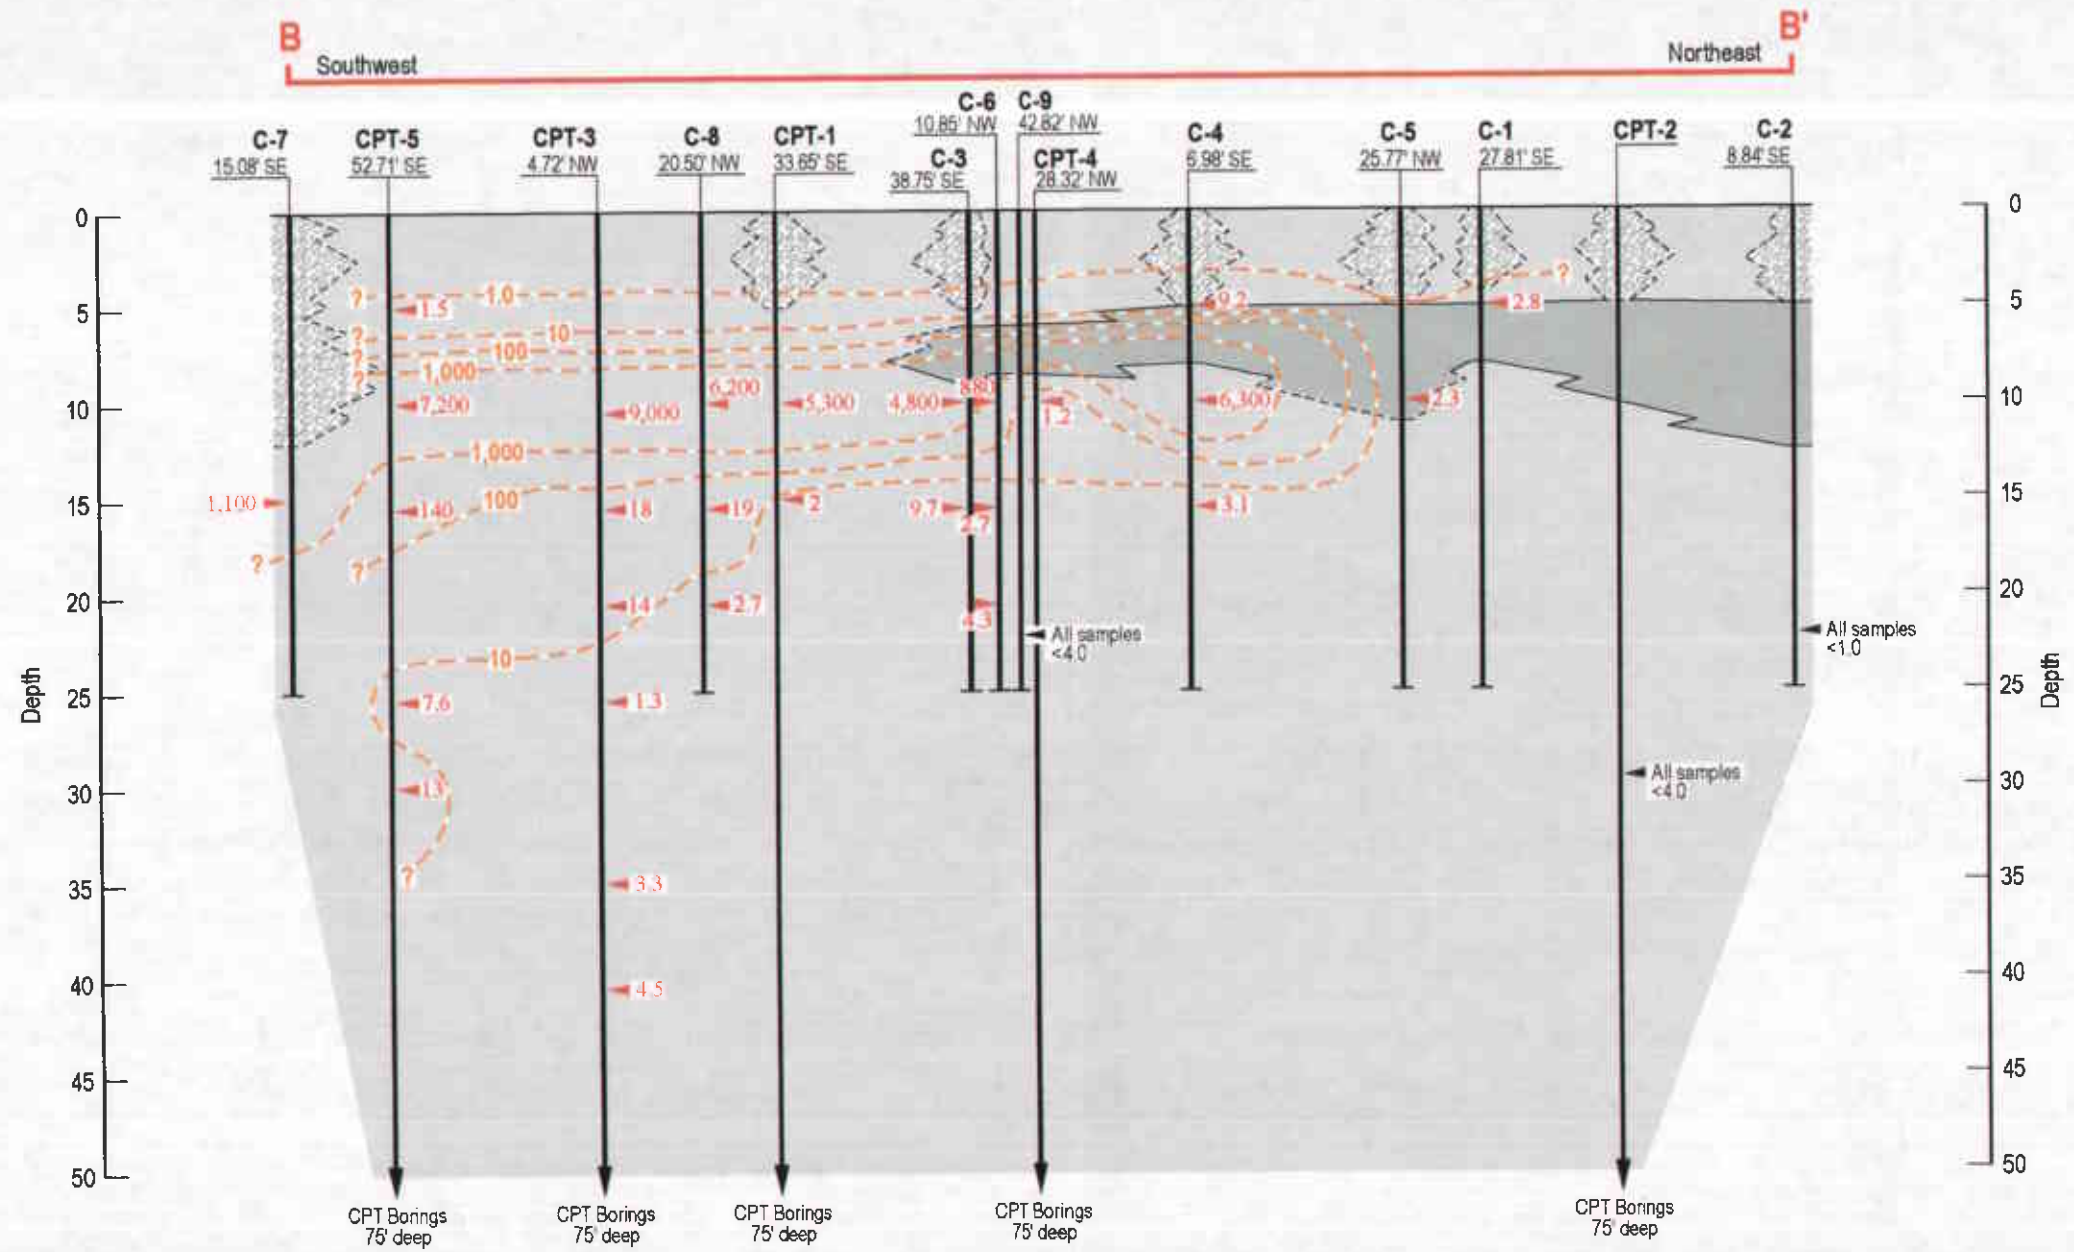 B
B'
Southwest
Northeast
C-6
C-9
10.85' NW
42.82' NW
C-7
CPT-5
CPT-3
C-8
CPT-1
C-4
C-5
C-1
CPT-2
C-2
15.08' SE
52.71' SE
4.72' NW
20.50' NW
33.65' SE
C-3
CPT-4
6.98' SE
25.77' NW
27.81' SE
8.84' SE
38.75' SE
28.32' NW
0
0
?
1.0
?
9.2
2.8
5
1.5
5
?
10
?
100
?
1,000
6,200
880
7,200
9,000
5,300
4,800
1.2
6,300
2.3
10
10
1,000
1,100
100
140
18
19
2
9.7
2.7
3.1
15
15
?
?
20
14
2.7
4.3
20
All samples
<4.0
All samples
<1.0
10
25
7.6
1.3
25
Depth
Depth
30
13
All samples
<4.0
30
?
35
3.3
35
40
4.5
40
45
45
50
50
CPT Borings
75' deep
CPT Borings
75' deep
CPT Borings
75' deep
CPT Borings
75' deep
CPT Borings
75' deep